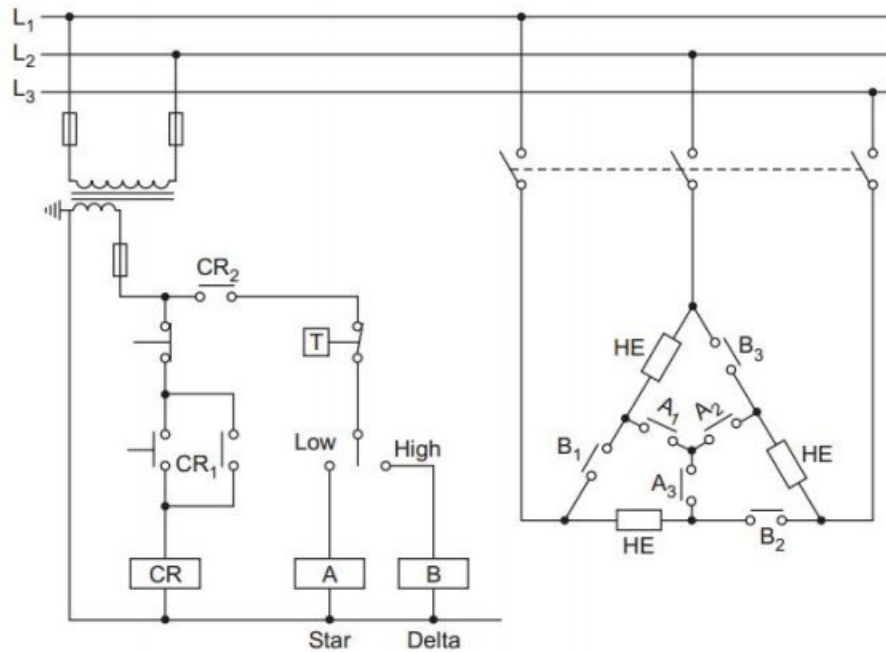 L1
L2
L3
CR2
T
HE
B3
A1
A2
Low
High
B1
HE
CR1
A3
HE
B2
CR
A
B
Star
Delta